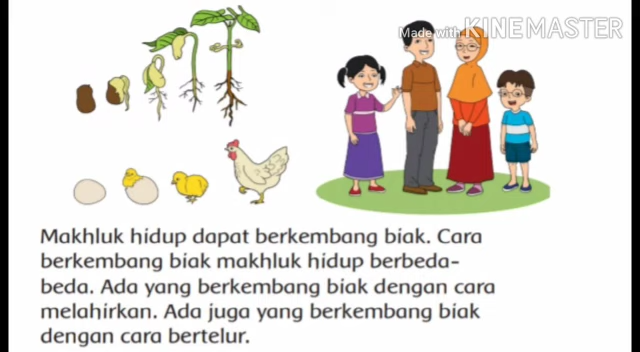 Made with KINEMASTER
Makhluk hidup dapat berkembang biak. Cara
berkembang biak makhluk hidup berbeda-
beda. Ada yang berkembang biak dengan cara
melahirkan. Ada juga yang berkembang biak
dengan cara bertelur.